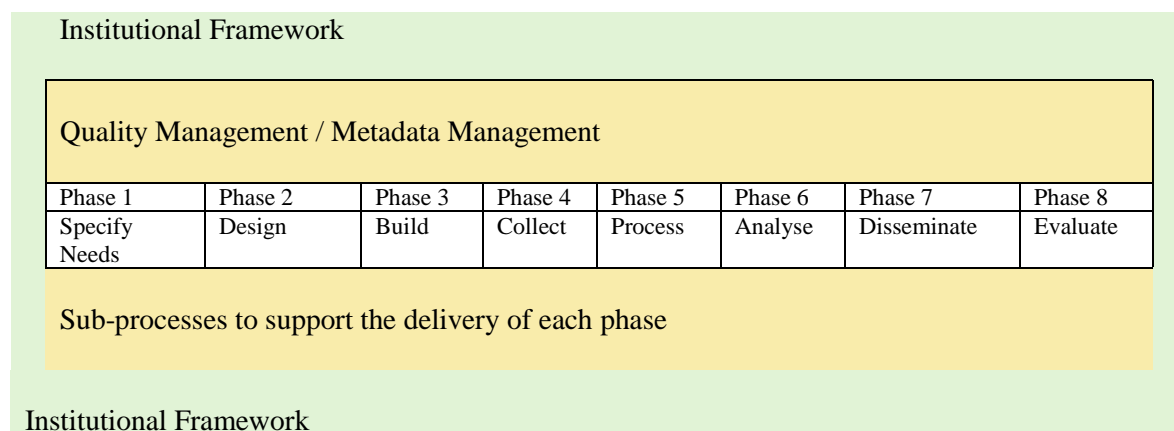 Institutional Framework
Quality Management / Metadata Management
Phase 1 Phase 2 Phase 3 Phase 4 Phase 5 Phase 6 Phase 7 Phase 8
Specify Design Build Collect Process Analyse Disseminate Evaluate
Needs
Sub-processes to support the delivery of each phase
Institutional Framework